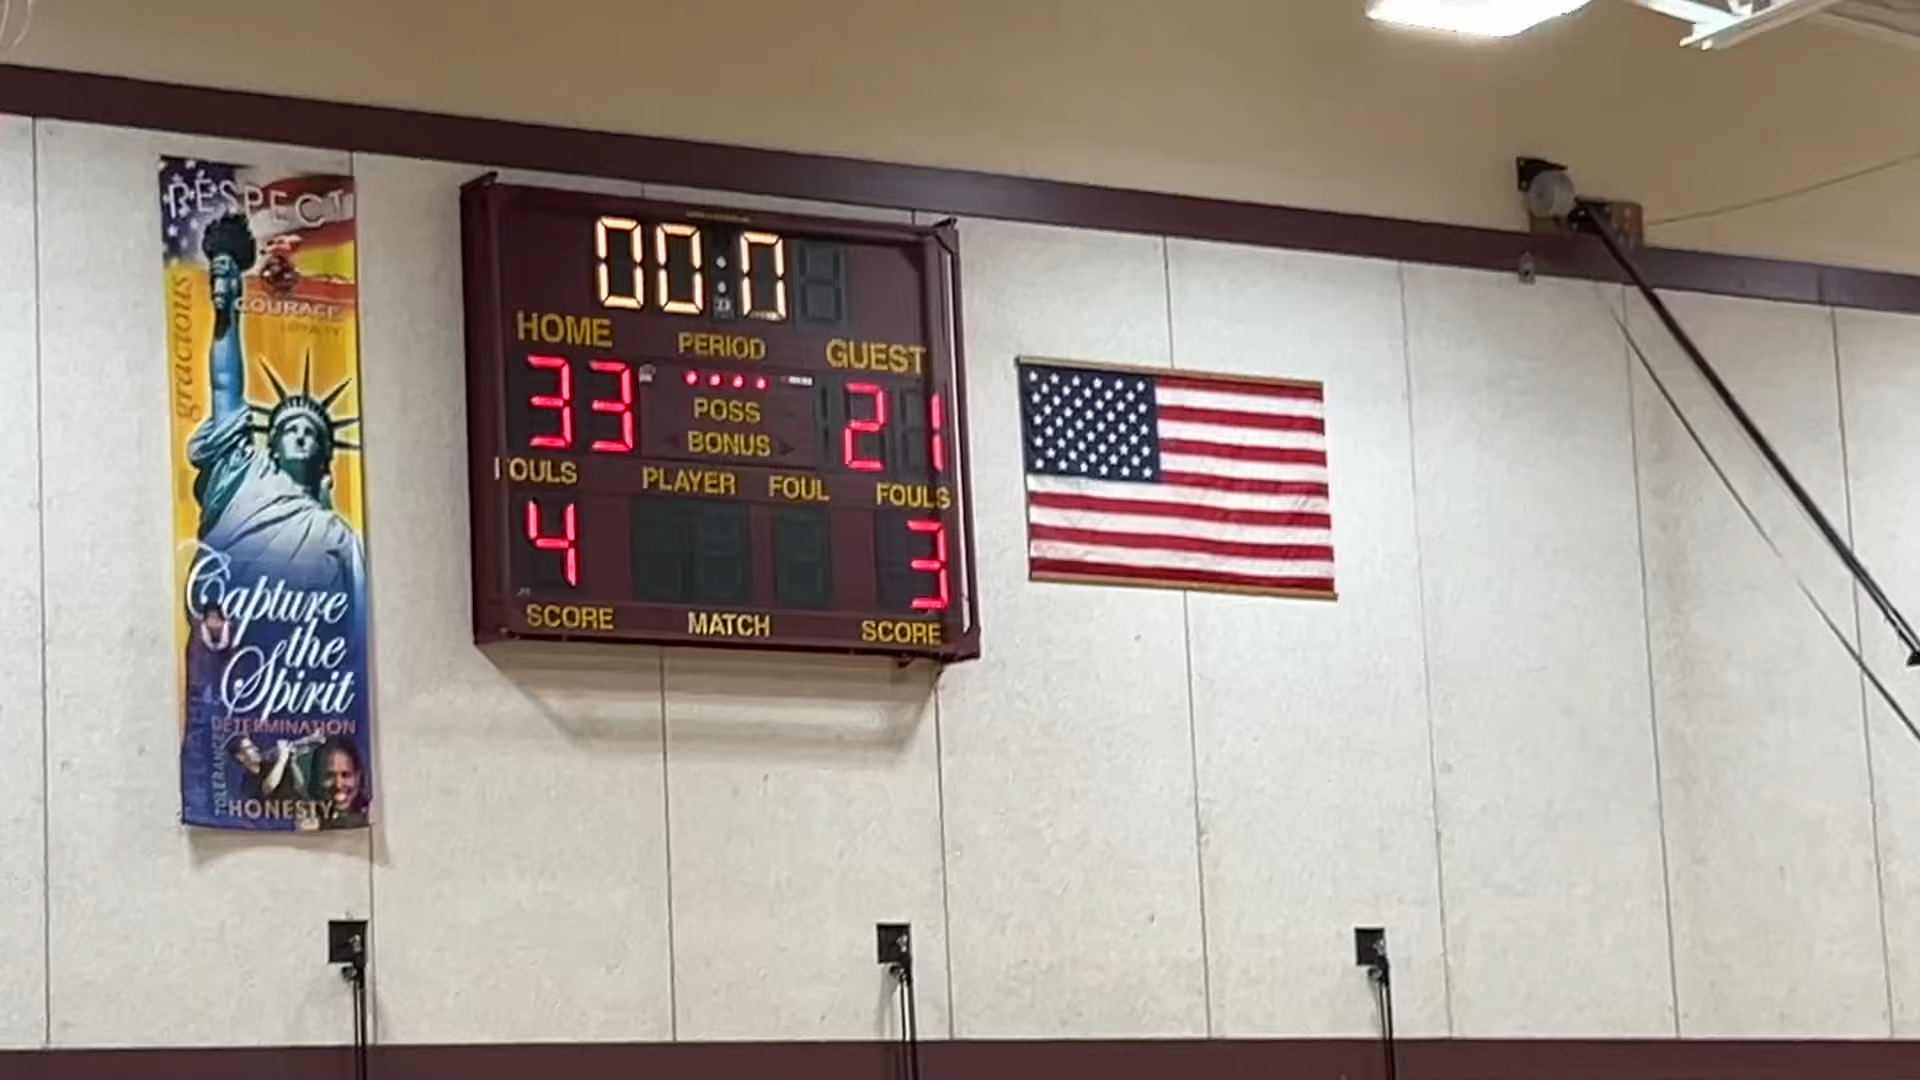 RESPECT
COURAGE
LOYALTY
gracious
Capture
the
Spirit
DETERMINATION
TOLERANCE
HONESTY
00:0
HOME
PERIOD
GUEST
33
21
POSS
BONUS
FOULS
PLAYER
FOUL
FOULS
4
3
SCORE
MATCH
SCORE